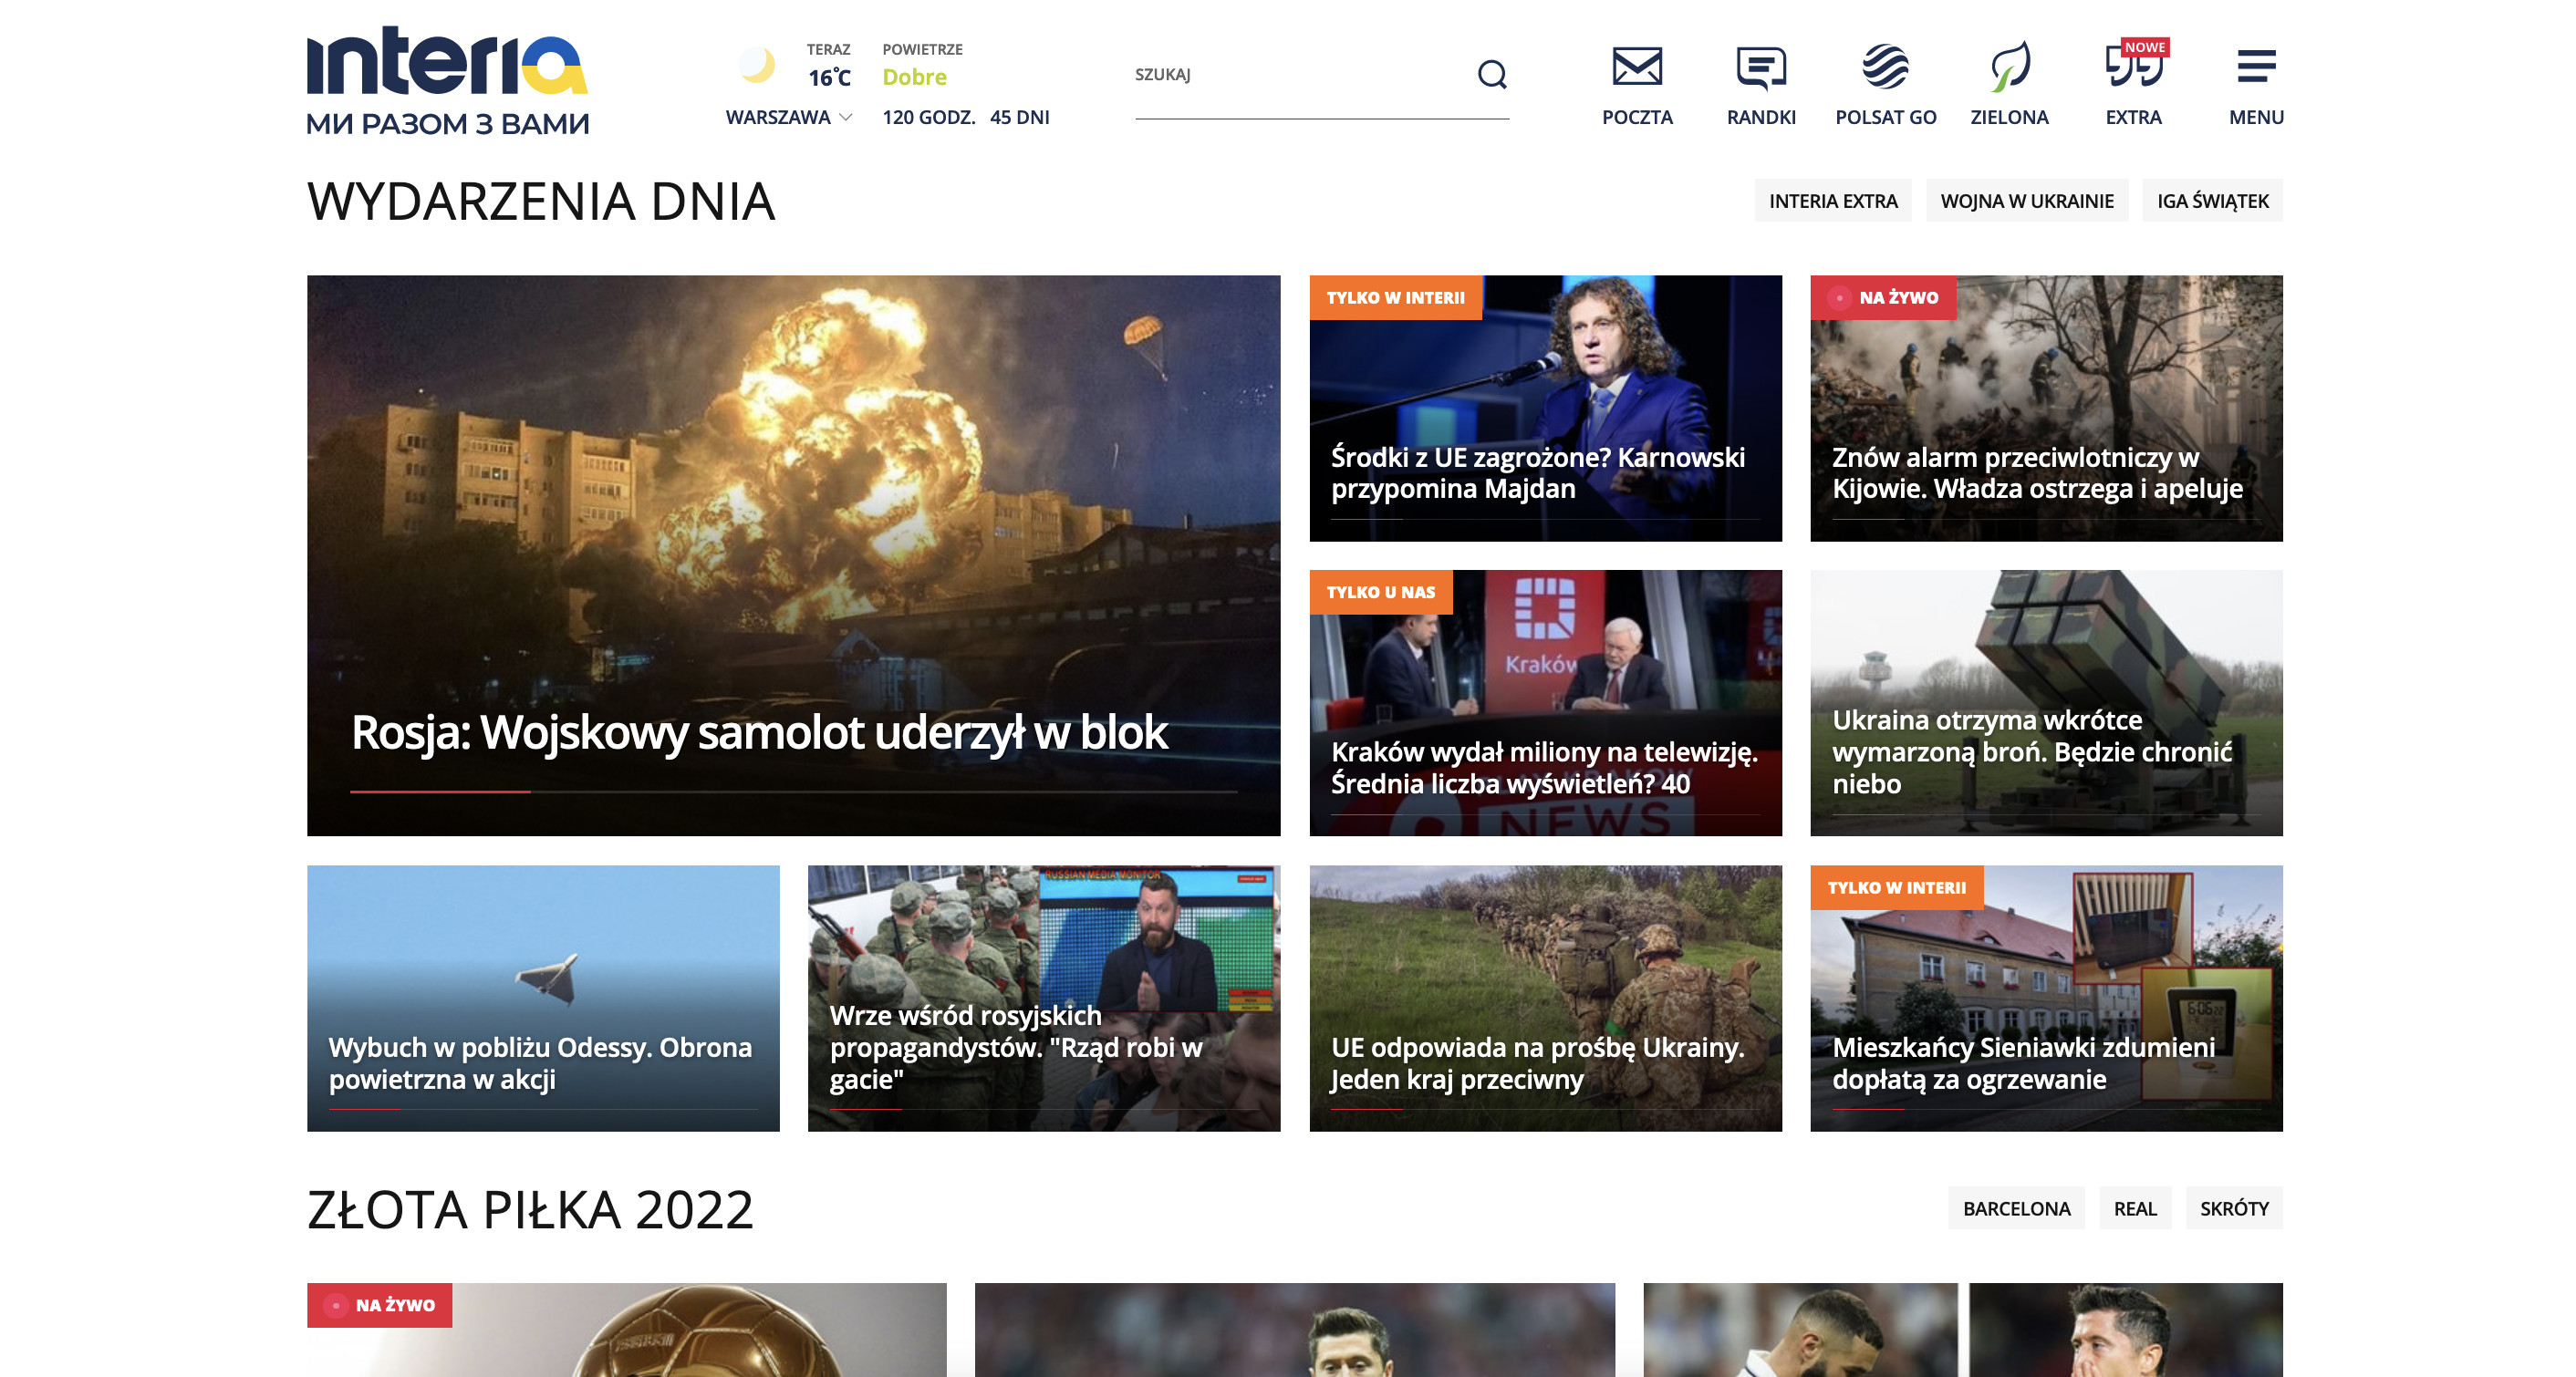 interia
МИ РАЗОМ З ВАМИ
TERAZ
16°C
WARSZAWA
POWIETRZE
Dobre
120 GODZ. 45 DNI
SZUKAJ
POCZTA
RANDKI
POLSAT GO
ZIELONA
NOWE
EXTRA
MENU
WYDARZENIA DNIA
INTERIA EXTRA
WOJNA W UKRAINIE
IGA ŚWIĄTEK
Rosja: Wojskowy samolot uderzył w blok
TYLKO W INTERII
Środki z UE zagrożone? Karnowski
przypomina Majdan
NA ŻYWO
Znów alarm przeciwlotniczy w
Kijowie. Władza ostrzega i apeluje
TYLKO U NAS
Kraków
Kraków wydał miliony na telewizję.
Średnia liczba wyświetleń? 40
NEWS
Ukraina otrzyma wkrótce
wymarzoną broń. Będzie chronić
niebo
Wybuch w pobliżu Odessy. Obrona
powietrzna w akcji
RUSSIAN MEDIA MONITOR
Wrze wśród rosyjskich
propagandystów. "Rząd robi w
gacie"
UE odpowiada na prośbę Ukrainy.
Jeden kraj przeciwny
TYLKO W INTERII
Mieszkańcy Sieniawki zdumieni
dopłatą za ogrzewanie
ZŁOTA PIŁKA 2022
BARCELONA
REAL
SKRÓTY
NA ŻYWO